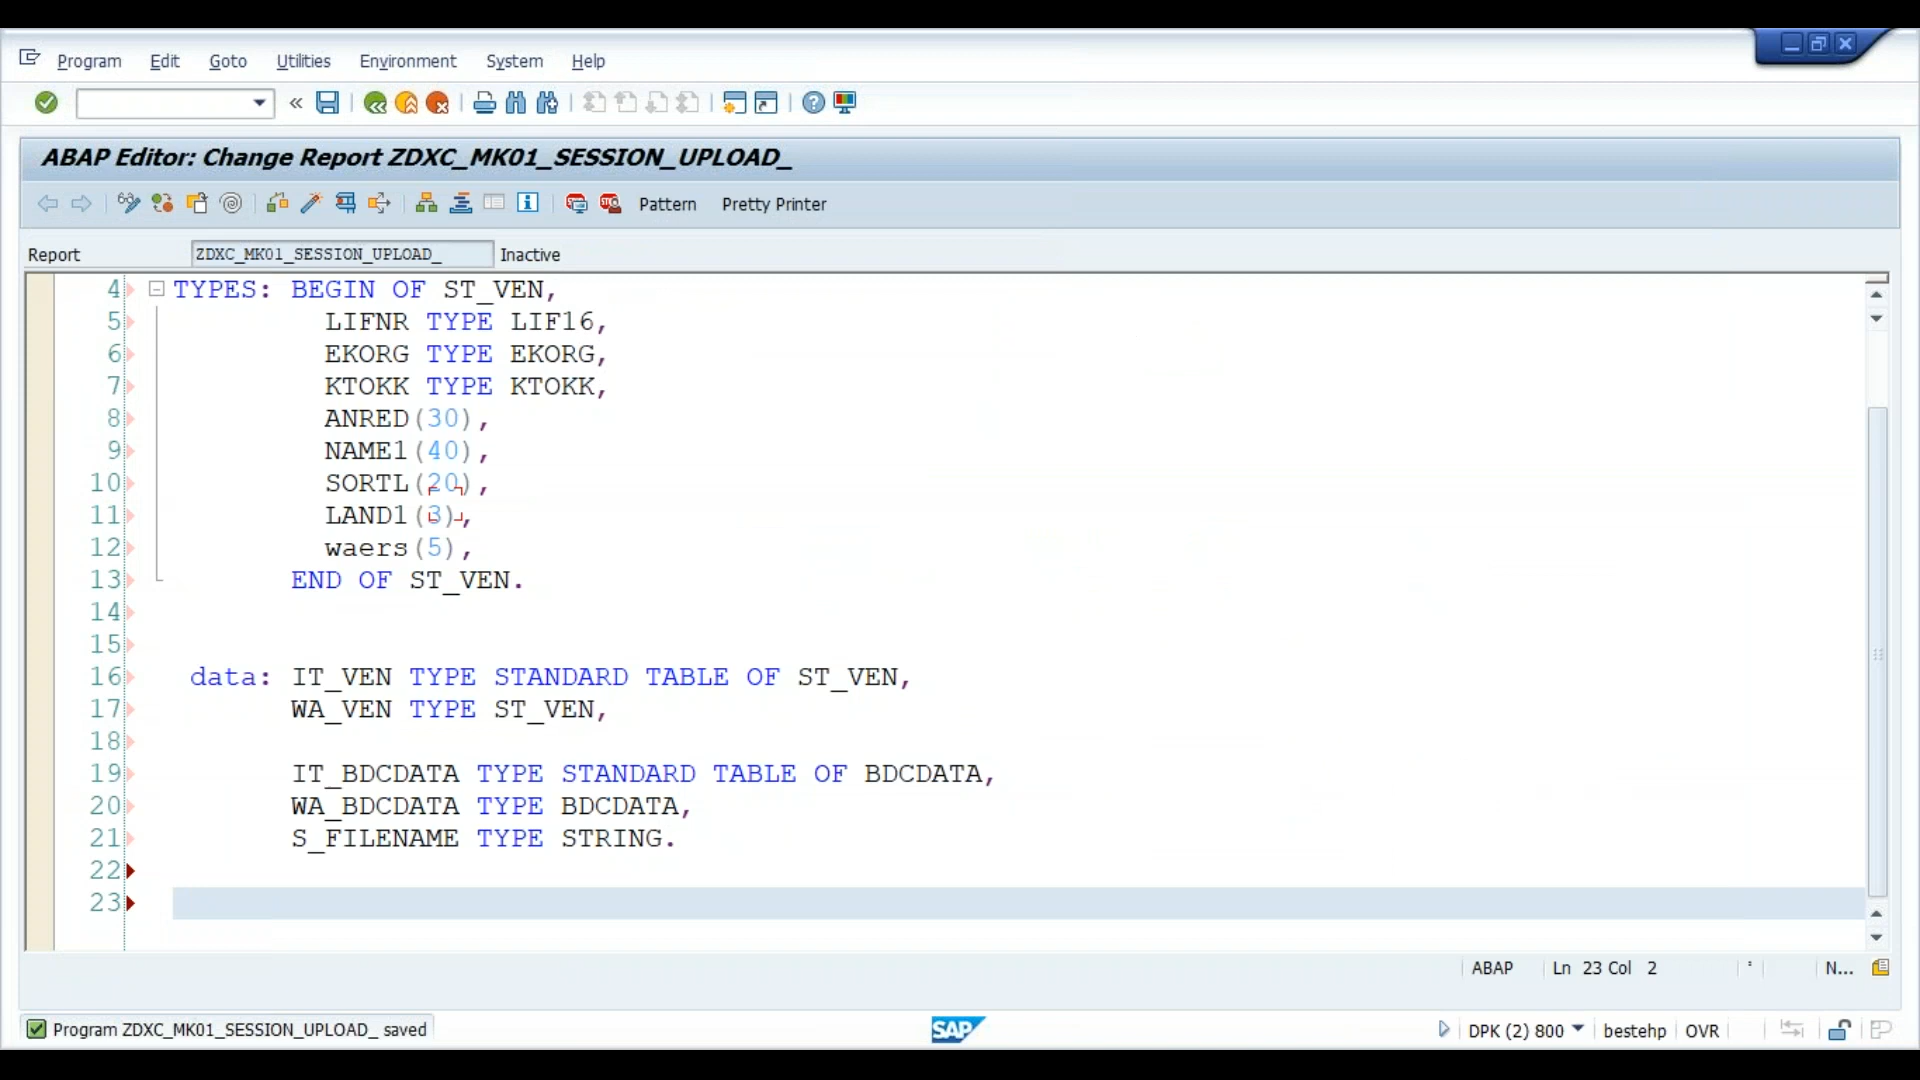 Program Edit Goto Utilities Environment System Help
ABAP Editor: Change Report ZDXC_MK01_SESSION_UPLOAD_
Pattern Pretty Printer
Report ZDXC_MK01_SESSION_UPLOAD_ Inactive
4 TYPES: BEGIN OF ST_VEN,
5 LIFNR TYPE LIF16,
6 EKORG TYPE EKORG,
7 KTOKK TYPE KTOKK,
8 ANRED(30),
9 NAME1(40),
10 SORTL(20),
11 LAND1(3),
12 waers(5),
13 END OF ST_VEN.
14
15
16 data: IT_VEN TYPE STANDARD TABLE OF ST_VEN,
17 WA_VEN TYPE ST_VEN,
18
19 IT_BDCDATA TYPE STANDARD TABLE OF BDCDATA,
20 WA_BDCDATA TYPE BDCDATA,
21 S_FILENAME TYPE STRING.
22
23
ABAP Ln 23 Col 2 N...
Program ZDXC_MK01_SESSION_UPLOAD_ saved SAP DPK (2) 800 bestehp OVR